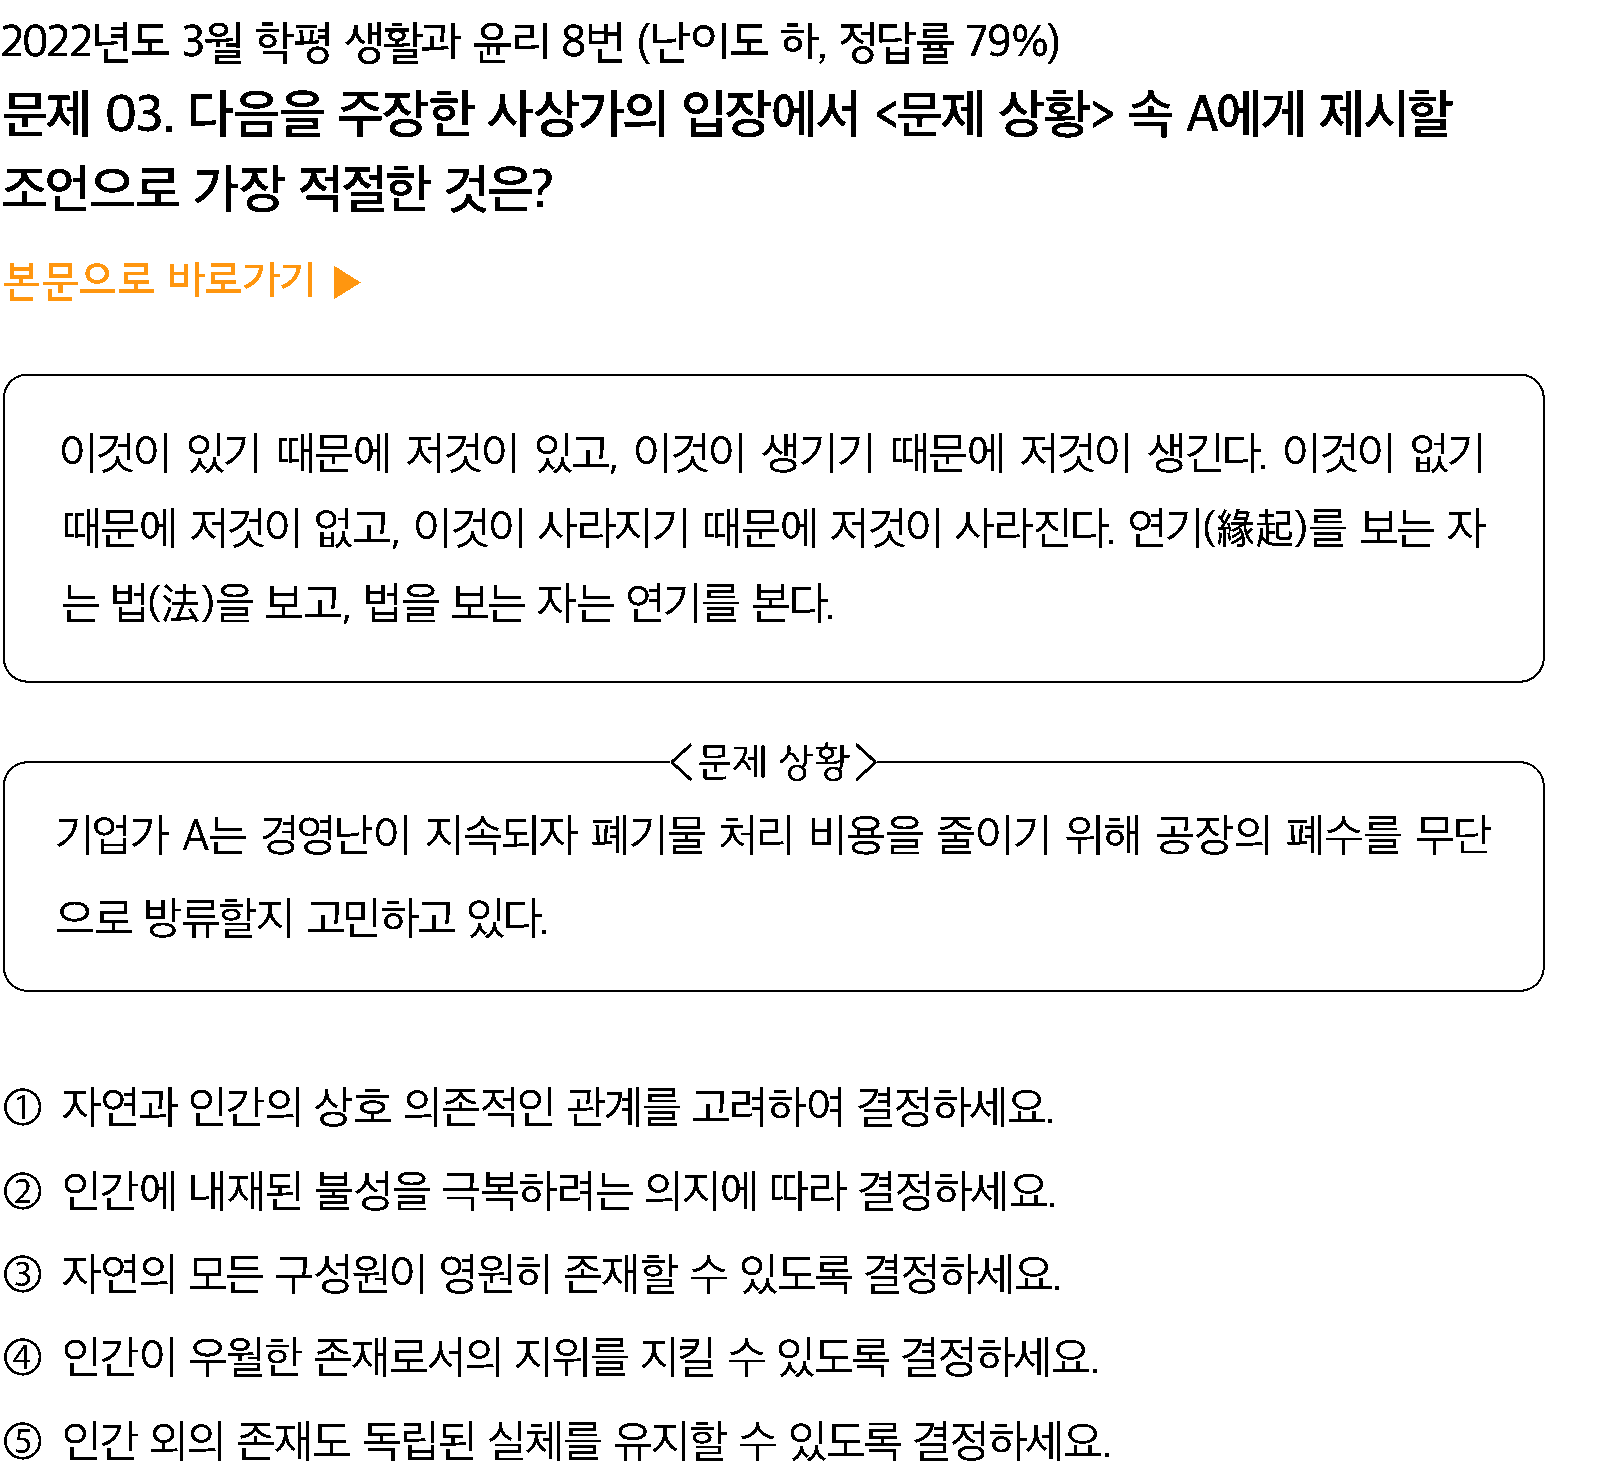 2022년도 3월 학평 생활과 윤리 8번 (난이도 하, 정답률 79%)
문제 03. 다음을 주장한 사상가의 입장에서 <문제 상황> 속 A에게 제시할
조언으로 가장 적절한 것은?
본문으로 바로가기 ▶
이것이 있기 때문에 저것이 있고, 이것이 생기기 때문에 저것이 생긴다. 이것이 없기
때문에 저것이 없고, 이것이 사라지기 때문에 저것이 사라진다. 연기(緣起)를 보는 자
는 법(法)을 보고, 법을 보는 자는 연기를 본다.
<문제 상황>
기업가 A는 경영난이 지속되자 폐기물 처리 비용을 줄이기 위해 공장의 폐수를 무단
으로 방류할지 고민하고 있다.
① 자연과 인간의 상호 의존적인 관계를 고려하여 결정하세요.
② 인간에 내재된 불성을 극복하려는 의지에 따라 결정하세요.
③ 자연의 모든 구성원이 영원히 존재할 수 있도록 결정하세요.
④ 인간이 우월한 존재로서의 지위를 지킬 수 있도록 결정하세요.
⑤ 인간 외의 존재도 독립된 실체를 유지할 수 있도록 결정하세요.